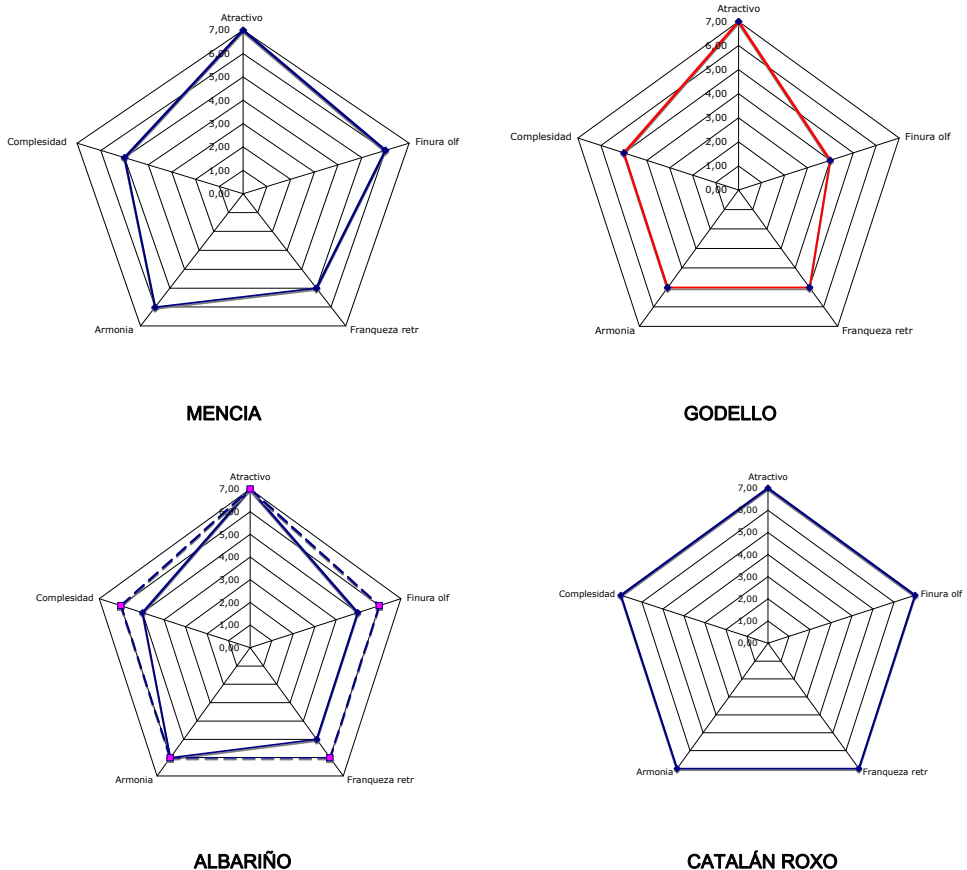 Atractivo
7,00
6,00
5,00
4,00
3,00
2,00
1,00
0,00
Complesidad
Finura olf
Armonia
Franqueza retr
MENCIA
Atractivo
7,00
6,00
5,00
4,00
3,00
2,00
1,00
0,00
Complesidad
Finura olf
Armonia
Franqueza retr
GODELLO
Atractivo
7,00
6,00
5,00
4,00
3,00
2,00
1,00
0,00
Complesidad
Finura olf
Armonia
Franqueza retr
ALBARIÑO
Atractivo
7,00
6,00
5,00
4,00
3,00
2,00
1,00
0,00
Complesidad
Finura olf
Armonia
Franqueza retr
CATALÁN ROXO